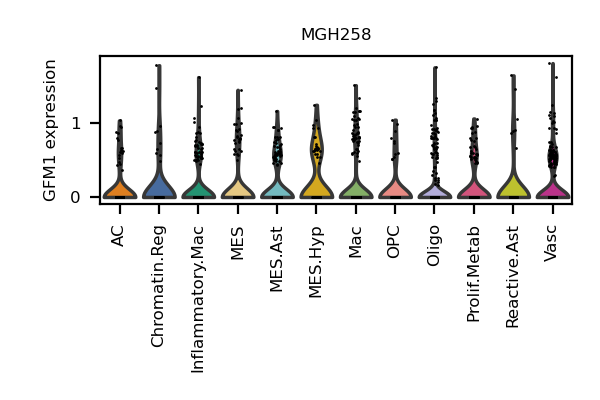 MGH258
GFM1 expression
1
0
AC
Chromatin.Reg
Inflammatory.Mac
MES
MES.Ast
MES.Hyp
Mac
OPC
Oligo
Prolif.Metab
Reactive.Ast
Vasc